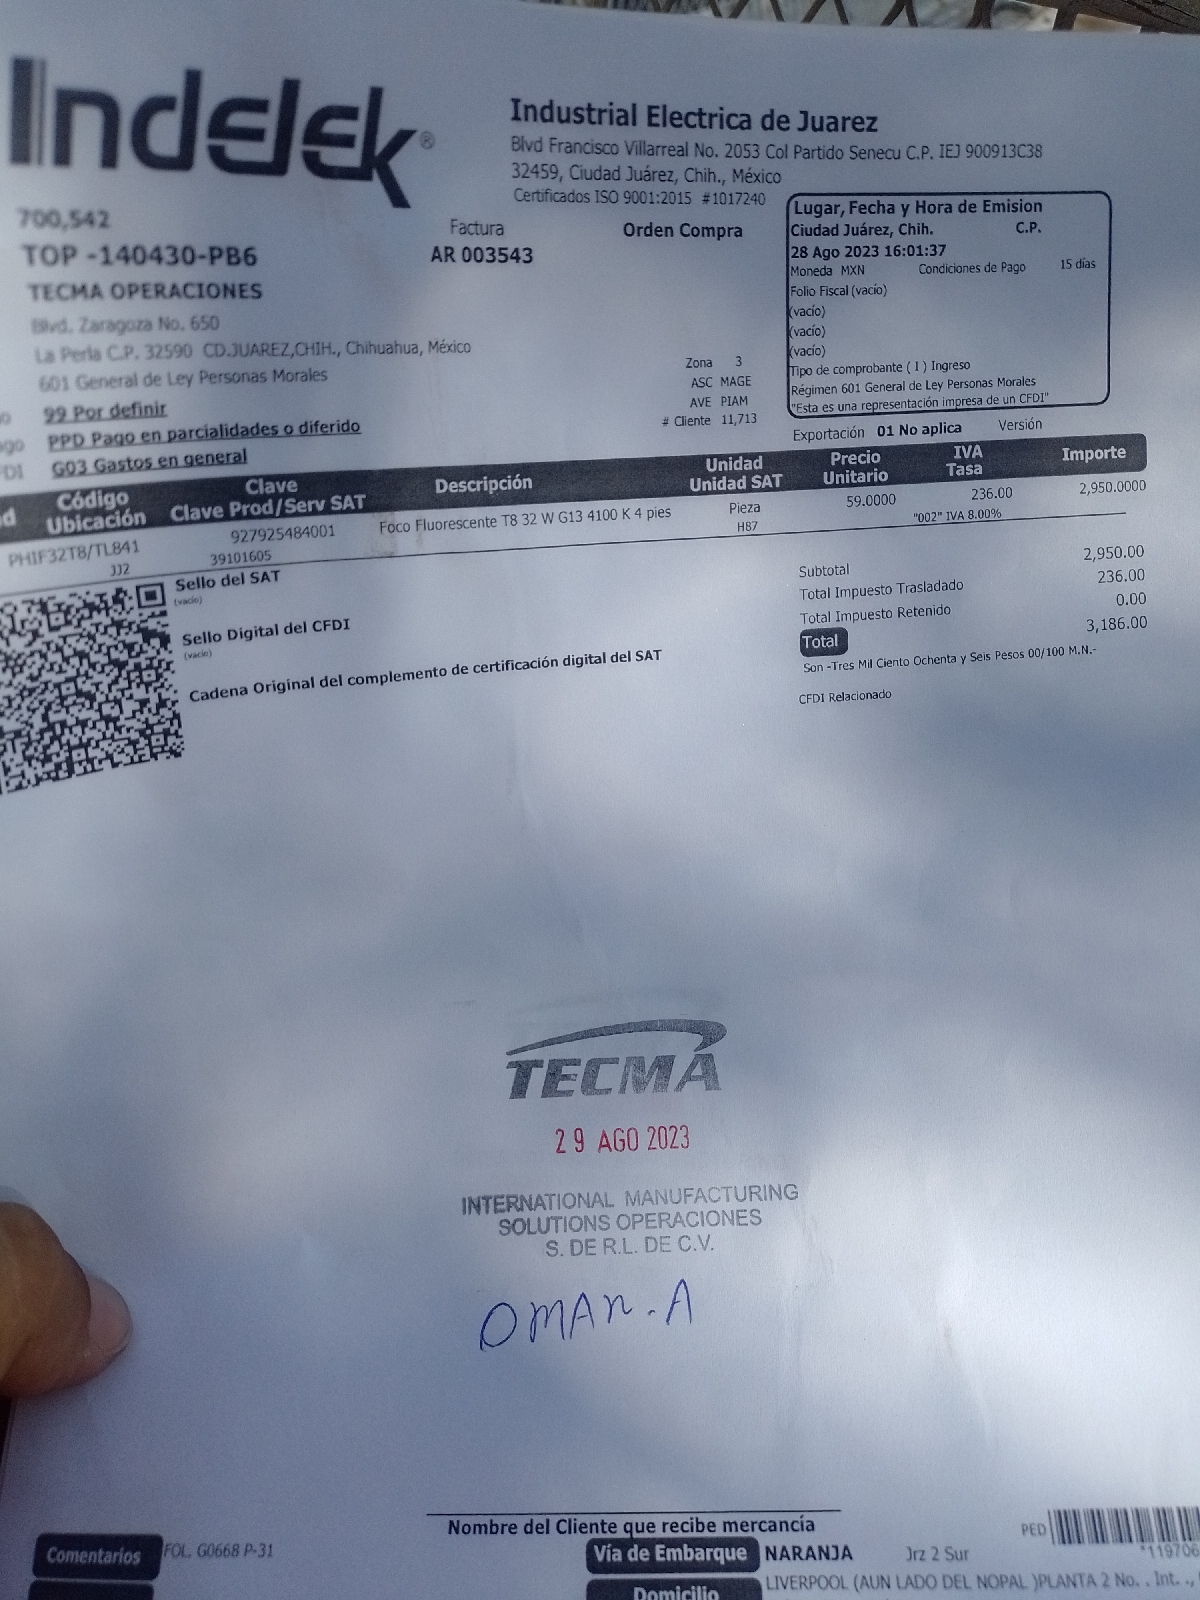 Indelek®
Industrial Electrica de Juarez
Blvd Francisco Villarreal No. 2053 Col Partido Senecu C.P. IEJ 900913C38
32459, Ciudad Juárez, Chih., México
Certificados ISO 9001:2015 #1017240
700,542
TOP -140430-PB6
TECMA OPERACIONES
Blvd. Zaragoza No. 650
La Perla C.P. 32590 CD.JUAREZ,CHIH., Chihuahua, México
601 General de Ley Personas Morales
99 Por definir
PPD Pago en parcialidades o diferido
G03 Gastos en general
Factura
AR 003543
Orden Compra
Lugar, Fecha y Hora de Emision
Ciudad Juárez, Chih. C.P.
28 Ago 2023 16:01:37
Moneda MXN Condiciones de Pago 15 días
Folio Fiscal (vacío)
(vacío)
(vacío)
(vacío)
Tipo de comprobante ( I ) Ingreso
Régimen 601 General de Ley Personas Morales
"Esta es una representación impresa de un CFDI"
Zona 3
ASC MAGE
AVE PIAM
# Cliente 11,713
Exportación 01 No aplica Versión
Código Ubicación Clave Clave Prod/Serv SAT Descripción Unidad Unidad SAT Precio Unitario IVA Tasa Importe
PHIF32T8/TL841 927925484001 Foco Fluorescente T8 32 W G13 4100 K 4 pies Pieza 59.0000 236.00 2,950.0000
JJ2 39101605 H87 "002" IVA 8.00%
Sello del SAT
(vacío)
Sello Digital del CFDI
(vacío)
Cadena Original del complemento de certificación digital del SAT
Subtotal 2,950.00
Total Impuesto Trasladado 236.00
Total Impuesto Retenido 0.00
Total 3,186.00
Son -Tres Mil Ciento Ochenta y Seis Pesos 00/100 M.N.-
CFDI Relacionado
TECMA
29 AGO 2023
INTERNATIONAL MANUFACTURING
SOLUTIONS OPERACIONES
S. DE R.L. DE C.V.
OMAR.A
Nombre del Cliente que recibe mercancía
PED
Comentarios FOL. G0668 P-31
Vía de Embarque NARANJA Jrz 2 Sur
Domicilio LIVERPOOL (AUN LADO DEL NOPAL )PLANTA 2 No. . Int. .,